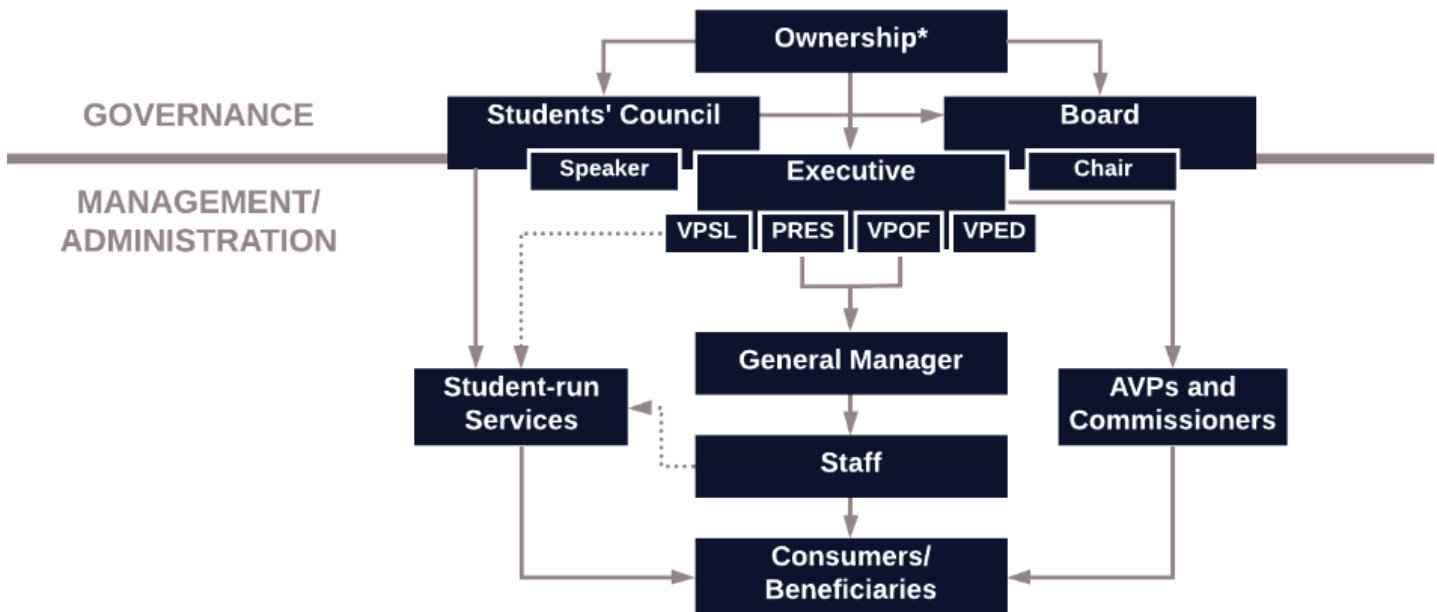 Ownership*
GOVERNANCE
Students' Council
Board
Speaker
Executive
Chair
MANAGEMENT/
ADMINISTRATION
VPSL
PRES
VPOF
VPED
General Manager
Student-run
Services
AVPs and
Commissioners
Staff
Consumers/
Beneficiaries